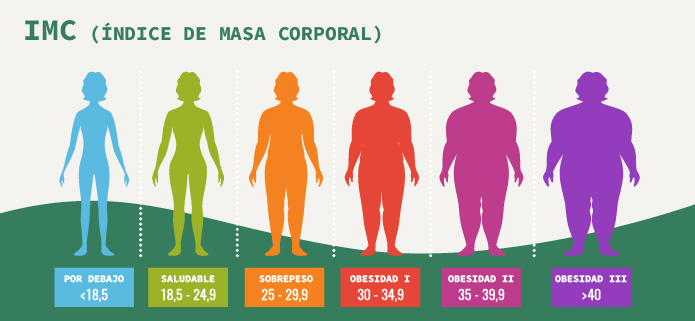 IMC (ÍNDICE DE MASA CORPORAL)
POR DEBAJO
<18,5
SALUDABLE
18,5 - 24,9
SOBREPESO
25 - 29,9
OBESIDAD I
30 - 34,9
OBESIDAD II
35 - 39,9
OBESIDAD III
>40